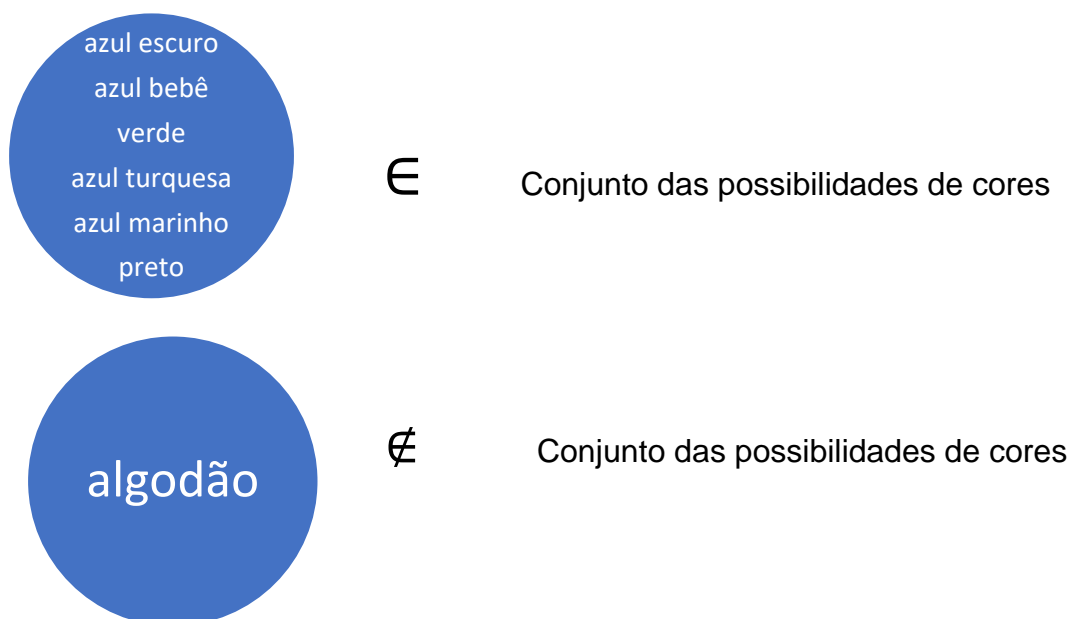 azul escuro
azul bebê
verde
azul turquesa
azul marinho
preto
∈ Conjunto das possibilidades de cores
algodão
∉ Conjunto das possibilidades de cores